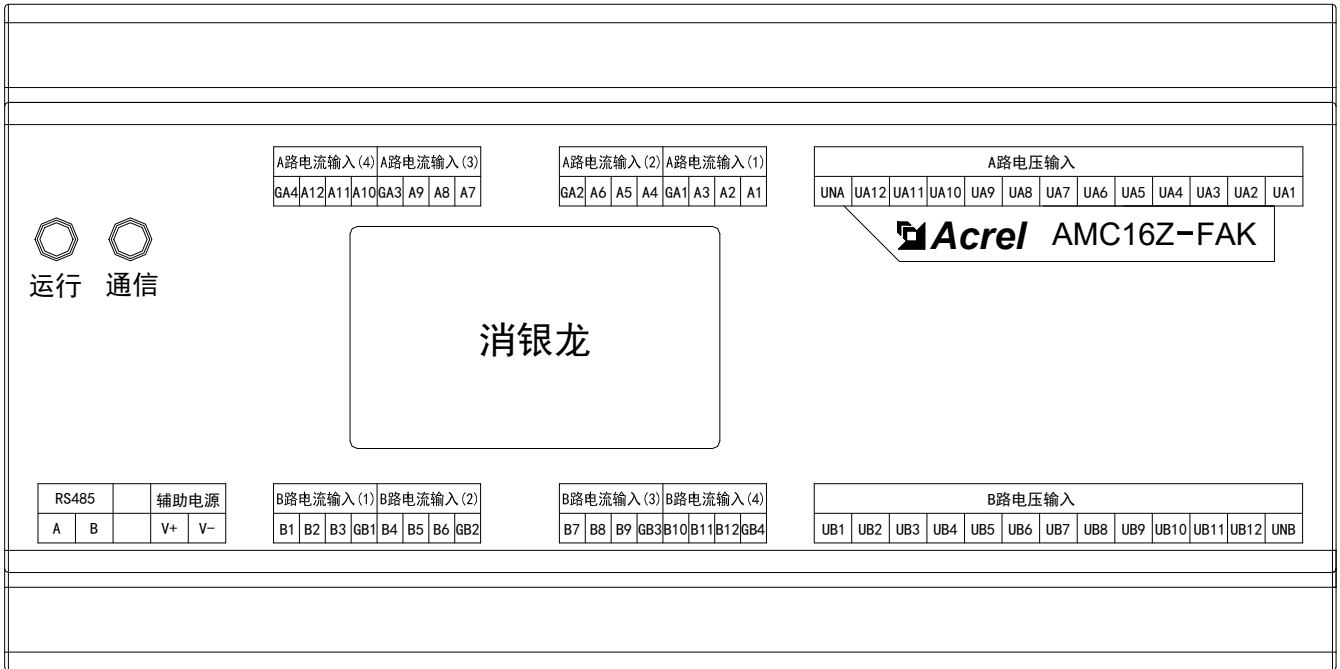 A路电流输入(4) A路电流输入(3) A路电流输入(2) A路电流输入(1) A路电压输入
GA4 A12 A11 A10 GA3 A9 A8 A7 GA2 A6 A5 A4 GA1 A3 A2 A1 UNA UA12 UA11 UA10 UA9 UA8 UA7 UA6 UA5 UA4 UA3 UA2 UA1
Acrel AMC16Z-FAK
运行 通信
消银龙
RS485 辅助电源 B路电流输入(1) B路电流输入(2) B路电流输入(3) B路电流输入(4) B路电压输入
A B V+ V- B1 B2 B3 GB1 B4 B5 B6 GB2 B7 B8 B9 GB3 B10 B11 B12 GB4 UB1 UB2 UB3 UB4 UB5 UB6 UB7 UB8 UB9 UB10 UB11 UB12 UNB